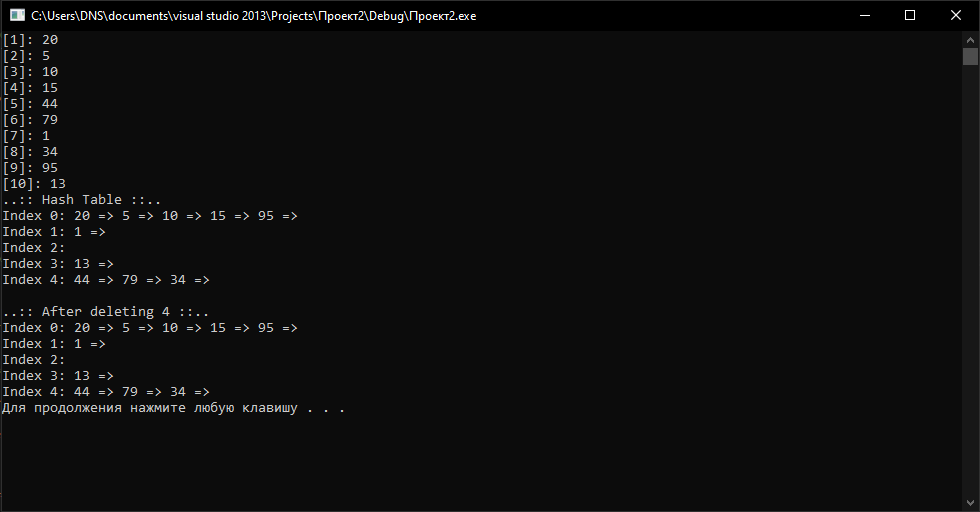 C:\Users\DNS\documents\visual studio 2013\Projects\Проект2\Debug\Проект2.exe
[1]: 20
[2]: 5
[3]: 10
[4]: 15
[5]: 44
[6]: 79
[7]: 1
[8]: 34
[9]: 95
[10]: 13
..:: Hash Table ::..
Index 0: 20 => 5 => 10 => 15 => 95 =>
Index 1: 1 =>
Index 2:
Index 3: 13 =>
Index 4: 44 => 79 => 34 =>
..:: After deleting 4 ::..
Index 0: 20 => 5 => 10 => 15 => 95 =>
Index 1: 1 =>
Index 2:
Index 3: 13 =>
Index 4: 44 => 79 => 34 =>
Для продолжения нажмите любую клавишу . . .